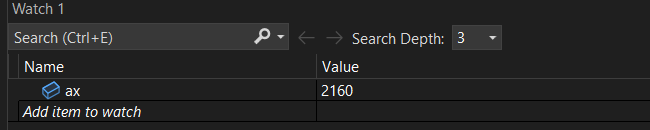 Watch 1
Search (Ctrl+E) Search Depth: 3
Name Value
ax 2160
Add item to watch